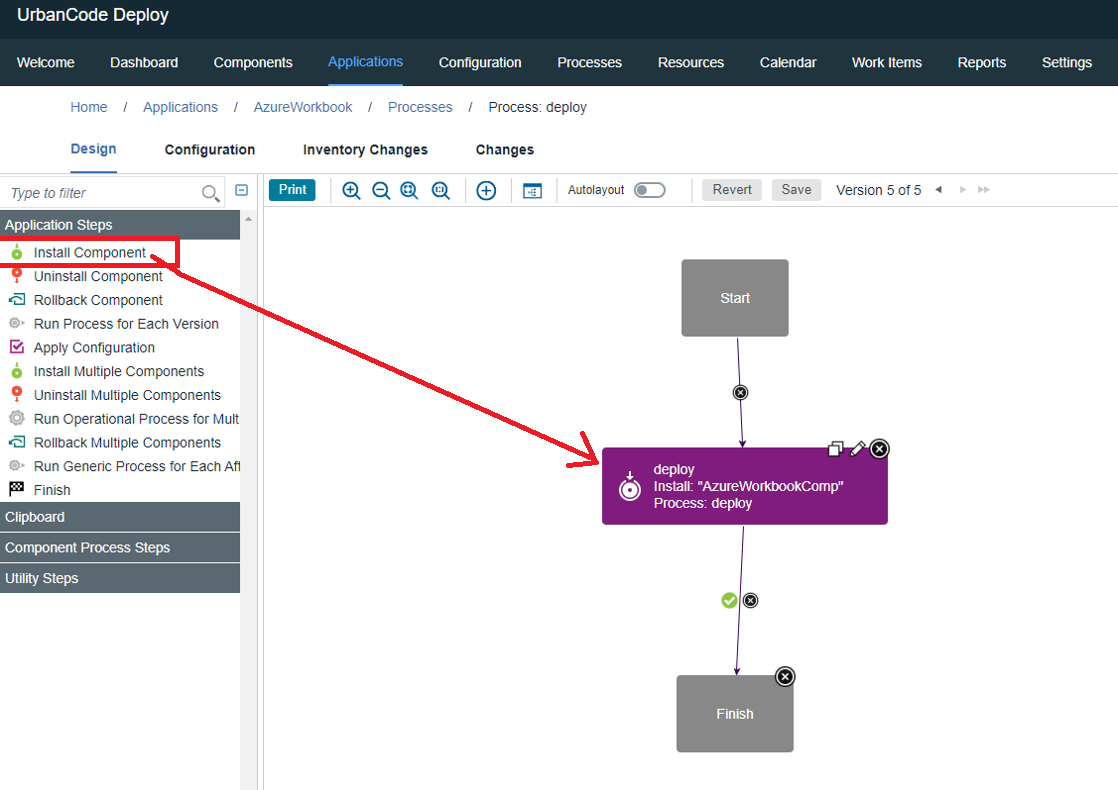 UrbanCode Deploy
Welcome Dashboard Components Applications Configuration Processes Resources Calendar Work Items Reports Settings
Home / Applications / AzureWorkbook / Processes / Process: deploy
Design Configuration Inventory Changes Changes
Type to filter
Print Autolayout Revert Save Version 5 of 5
Application Steps
Install Component
Uninstall Component
Rollback Component
Run Process for Each Version
Apply Configuration
Install Multiple Components
Uninstall Multiple Components
Run Operational Process for Mult
Rollback Multiple Components
Run Generic Process for Each Aff
Finish
Clipboard
Component Process Steps
Utility Steps
Start
deploy
Install: "AzureWorkbookComp"
Process: deploy
Finish